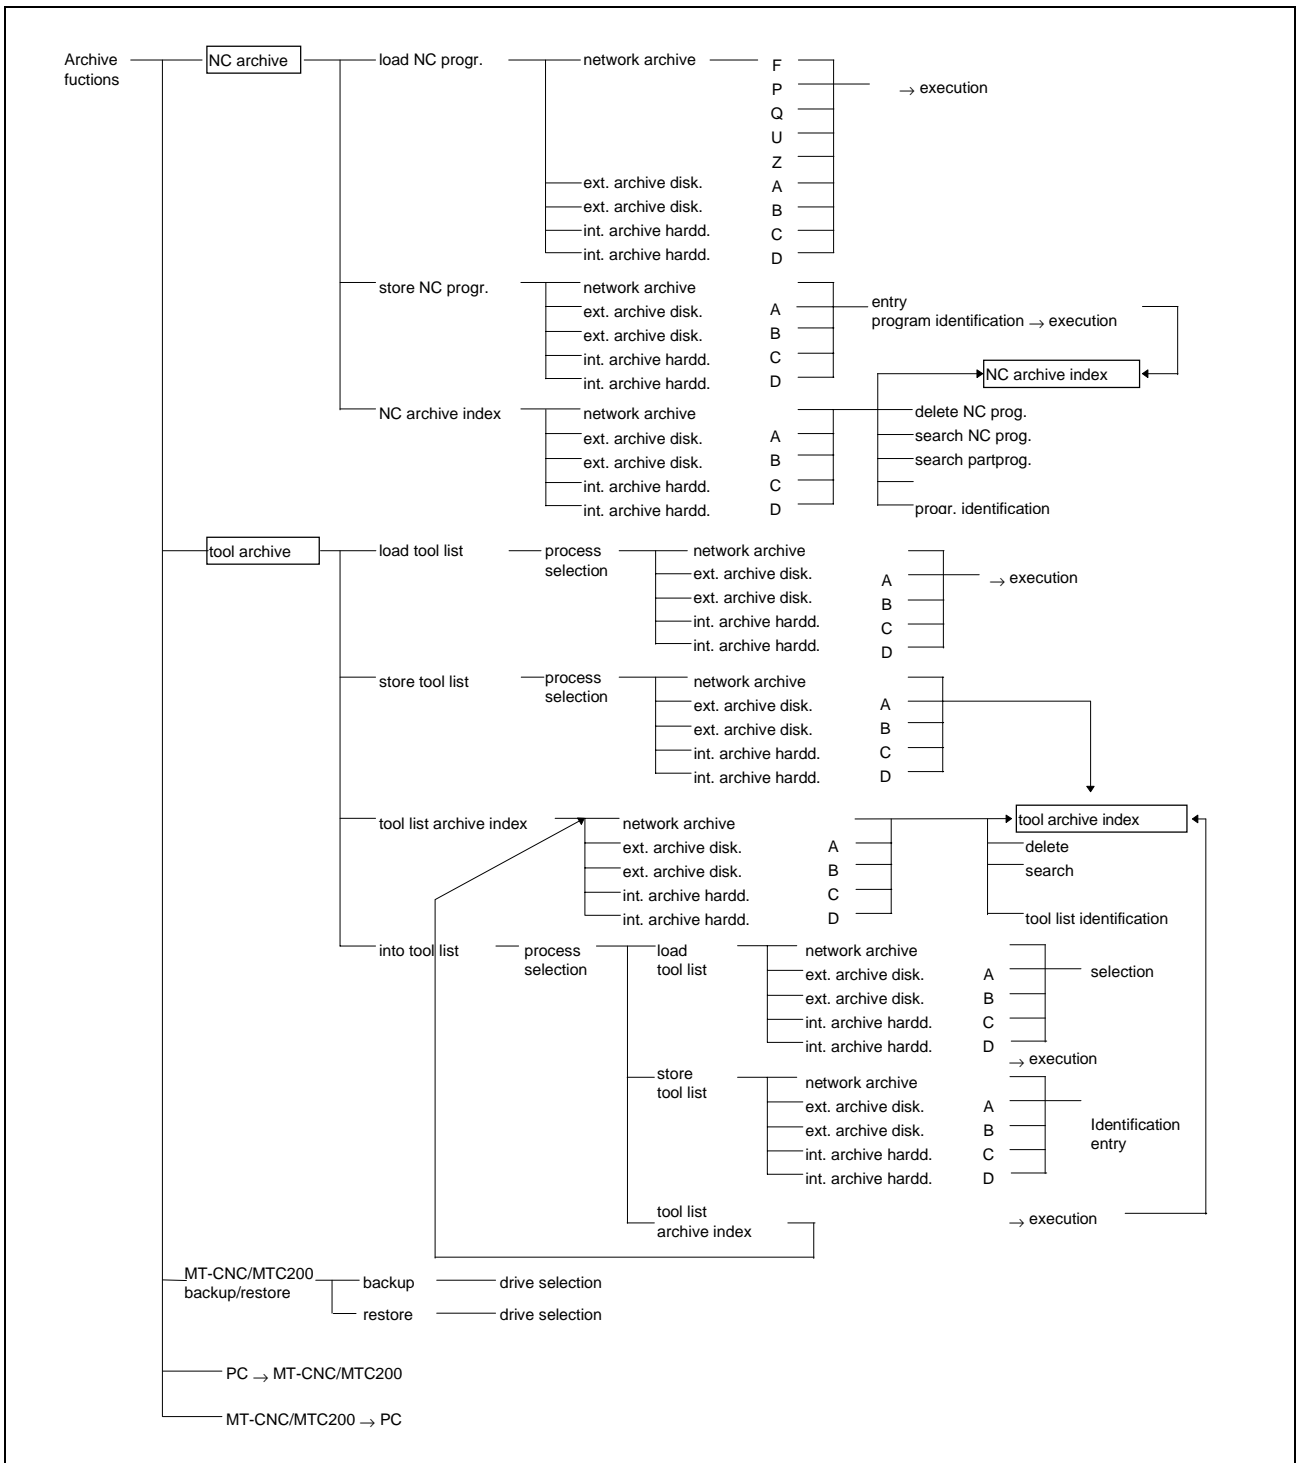 Archive NC archive load NC progr. network archive F
fuctions
P → execution
Q
U
Z
ext. archive disk. A
ext. archive disk. B
int. archive hardd. C
int. archive hardd. D
store NC progr. network archive
entry
ext. archive disk. A
program identification → execution
ext. archive disk. B
int. archive hardd. C
NC archive index
int. archive hardd. D
NC archive index network archive delete NC prog.
ext. archive disk. A search NC prog.
ext. archive disk. B search partprog.
int. archive hardd. C
int. archive hardd. D progr. identification
tool archive load tool list process network archive
selection
ext. archive disk. A → execution
ext. archive disk. B
int. archive hardd. C
int. archive hardd. D
store tool list process network archive
selection
ext. archive disk. A
ext. archive disk. B
int. archive hardd. C
int. archive hardd. D
tool list archive index network archive tool archive index
ext. archive disk. A delete
ext. archive disk. B search
int. archive hardd. C
int. archive hardd. D tool list identification
into tool list process load network archive
selection tool list
ext. archive disk. A selection
ext. archive disk. B
int. archive hardd. C
int. archive hardd. D
→ execution
store network archive
tool list
ext. archive disk. A
ext. archive disk. B Identification
entry
int. archive hardd. C
int. archive hardd. D
tool list
archive index → execution
MT-CNC/MTC200 backup drive selection
backup/restore
restore drive selection
PC → MT-CNC/MTC200
MT-CNC/MTC200 → PC